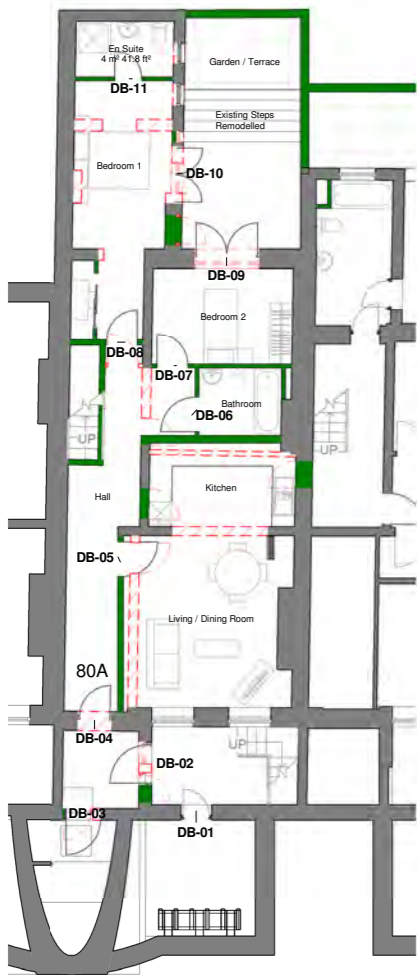 En Suite
4 m² 41.8 ft²
DB-11
Garden / Terrace
Existing Steps
Remodelled
Bedroom 1
DB-10
DB-09
Bedroom 2
DB-08
DB-07
DB-06
Bathroom
UP
UP
Kitchen
Hall
DB-05
Living / Dining Room
80A
DB-04
UP
DB-02
DB-03
DB-01